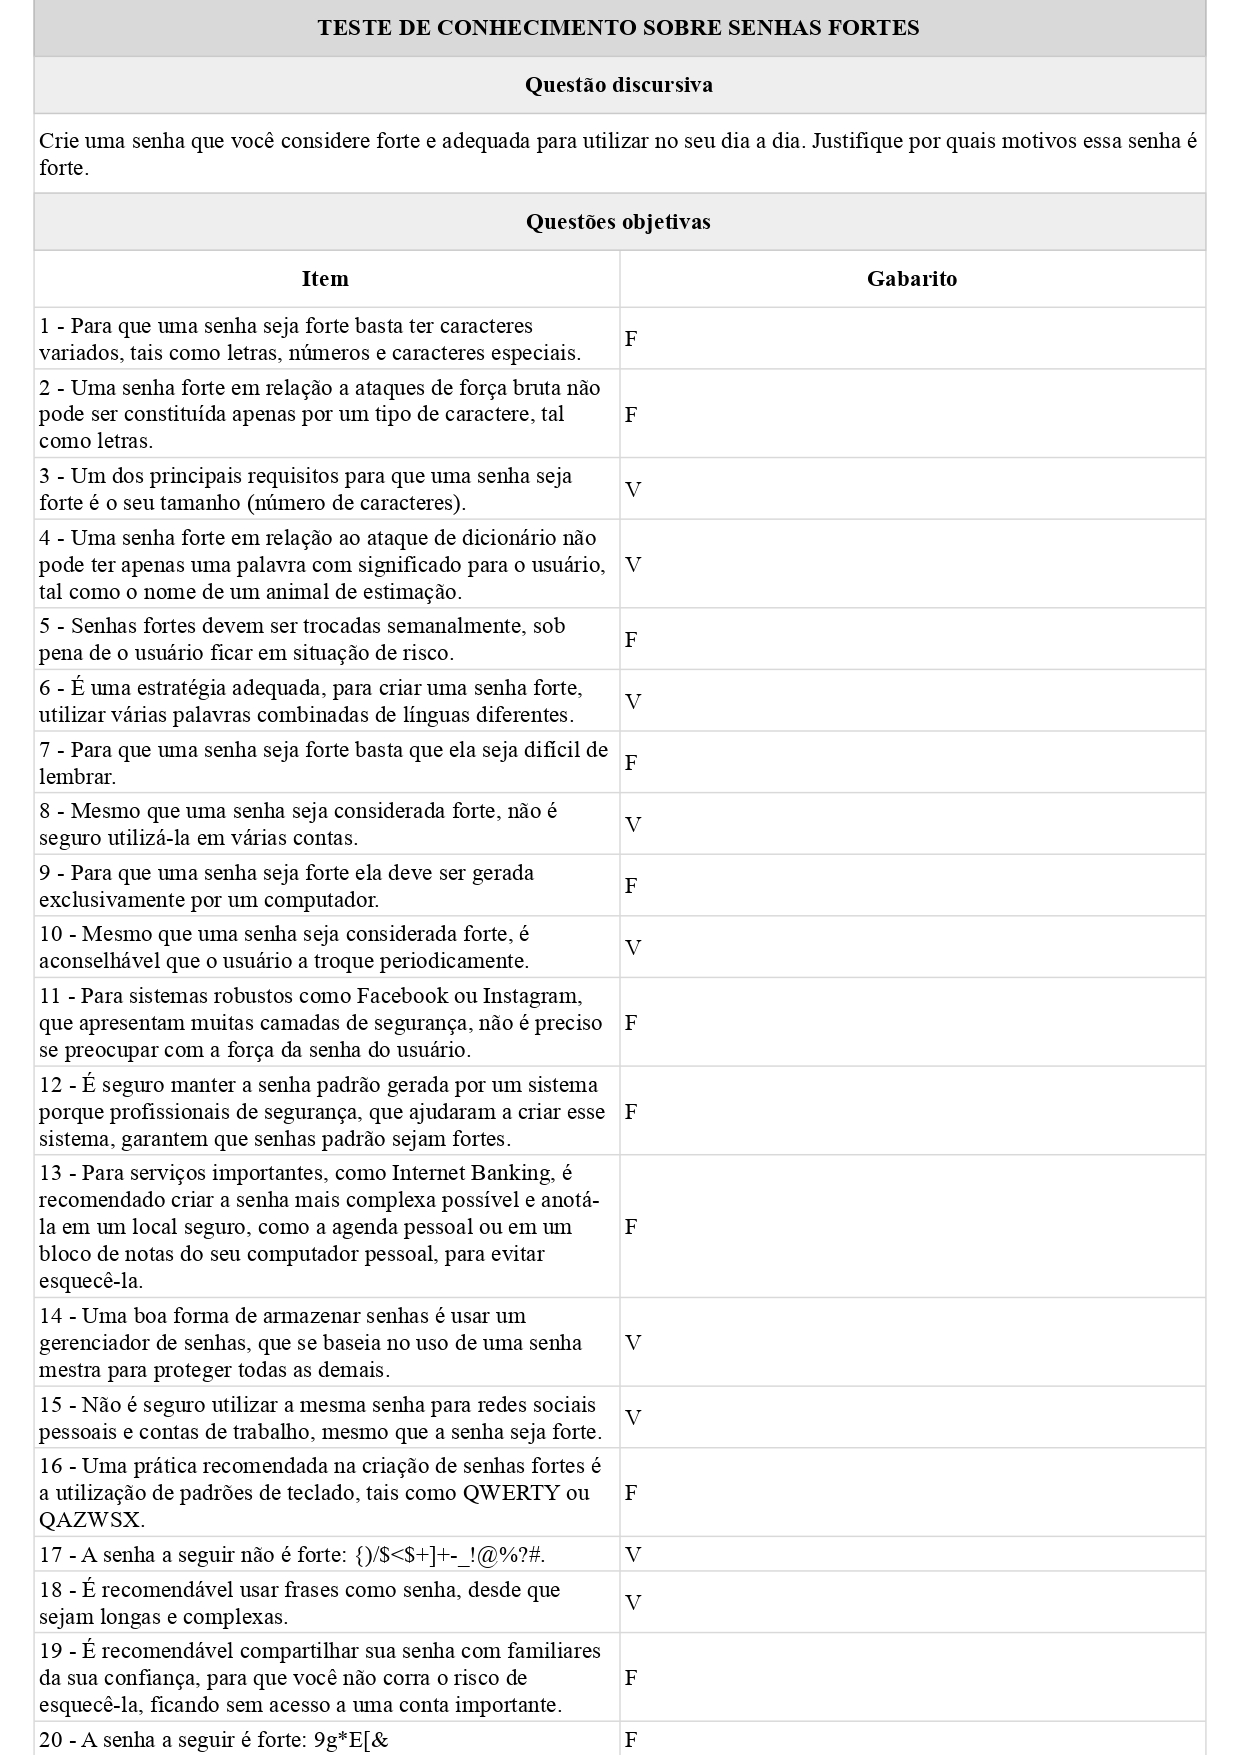 TESTE DE CONHECIMENTO SOBRE SENHAS FORTES
Questão discursiva
Crie uma senha que você considere forte e adequada para utilizar no seu dia a dia. Justifique por quais motivos essa senha é
forte.
Questões objetivas
Item
Gabarito
1 - Para que uma senha seja forte basta ter caracteres
variados, tais como letras, números e caracteres especiais.
F
2 - Uma senha forte em relação a ataques de força bruta não
pode ser constituída apenas por um tipo de caractere, tal
como letras.
F
3 - Um dos principais requisitos para que uma senha seja
forte é o seu tamanho (número de caracteres).
V
4 - Uma senha forte em relação ao ataque de dicionário não
pode ter apenas uma palavra com significado para o usuário,
tal como o nome de um animal de estimação.
V
5 - Senhas fortes devem ser trocadas semanalmente, sob
pena de o usuário ficar em situação de risco.
F
6 - É uma estratégia adequada, para criar uma senha forte,
utilizar várias palavras combinadas de línguas diferentes.
V
7 - Para que uma senha seja forte basta que ela seja difícil de
lembrar.
F
8 - Mesmo que uma senha seja considerada forte, não é
seguro utilizá-la em várias contas.
V
9 - Para que uma senha seja forte ela deve ser gerada
exclusivamente por um computador.
F
10 - Mesmo que uma senha seja considerada forte, é
aconselhável que o usuário a troque periodicamente.
V
11 - Para sistemas robustos como Facebook ou Instagram,
que apresentam muitas camadas de segurança, não é preciso
se preocupar com a força da senha do usuário.
F
12 - É seguro manter a senha padrão gerada por um sistema
porque profissionais de segurança, que ajudaram a criar esse
sistema, garantem que senhas padrão sejam fortes.
F
13 - Para serviços importantes, como Internet Banking, é
recomendado criar a senha mais complexa possível e anotá-
la em um local seguro, como a agenda pessoal ou em um
bloco de notas do seu computador pessoal, para evitar
esquecê-la.
F
14 - Uma boa forma de armazenar senhas é usar um
gerenciador de senhas, que se baseia no uso de uma senha
mestra para proteger todas as demais.
V
15 - Não é seguro utilizar a mesma senha para redes sociais
pessoais e contas de trabalho, mesmo que a senha seja forte.
V
16 - Uma prática recomendada na criação de senhas fortes é
a utilização de padrões de teclado, tais como QWERTY ou
QAZWSX.
F
17 - A senha a seguir não é forte: {)/$<$+]+-_!@%?#.
V
18 - É recomendável usar frases como senha, desde que
sejam longas e complexas.
V
19 - É recomendável compartilhar sua senha com familiares
da sua confiança, para que você não corra o risco de
esquecê-la, ficando sem acesso a uma conta importante.
F
20 - A senha a seguir é forte: 9g*E[&
F